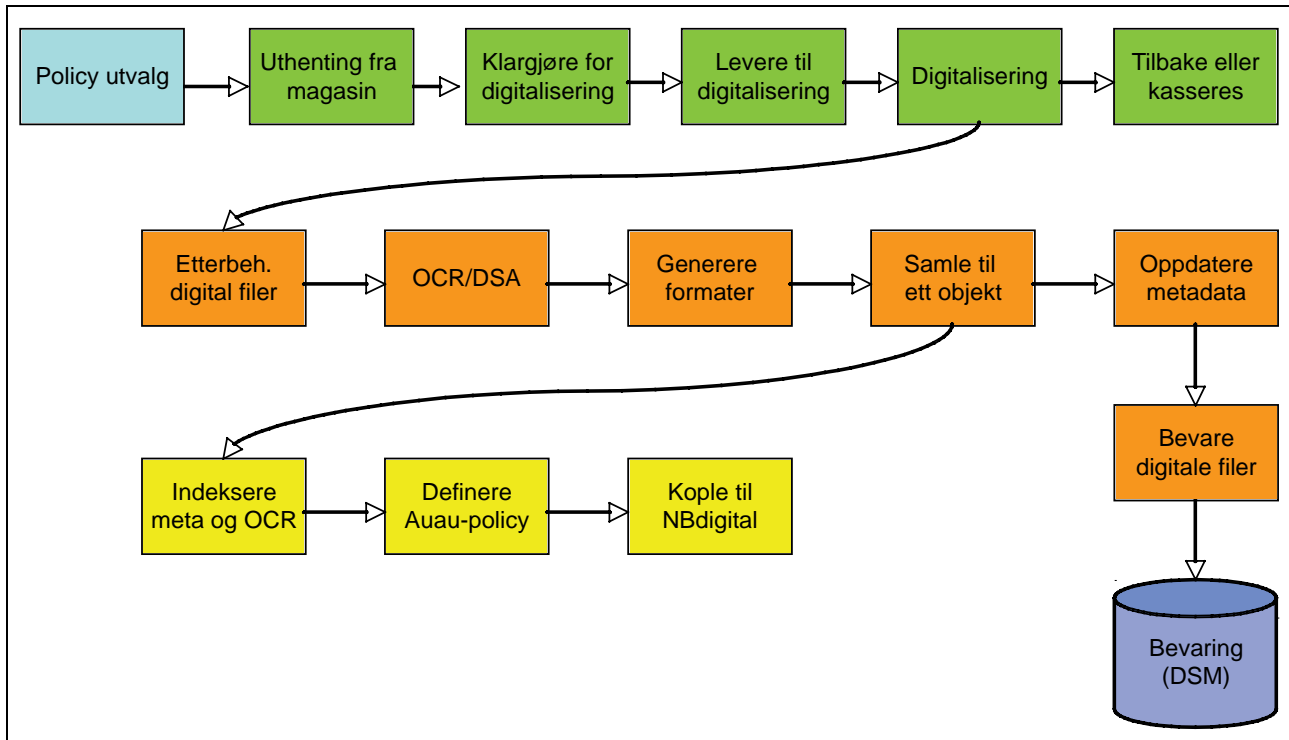 Policy utvalg
Uthenting fra
magasin
Klargjøre for
digitalisering
Levere til
digitalisering
Digitalisering
Tilbake eller
kasseres
Etterbeh.
digital filer
OCR/DSA
Generere
formater
Samle til
ett objekt
Oppdatere
metadata
Bevare
digitale filer
Indeksere
meta og OCR
Definere
Auau-policy
Kople til
NBdigital
Bevaring
(DSM)